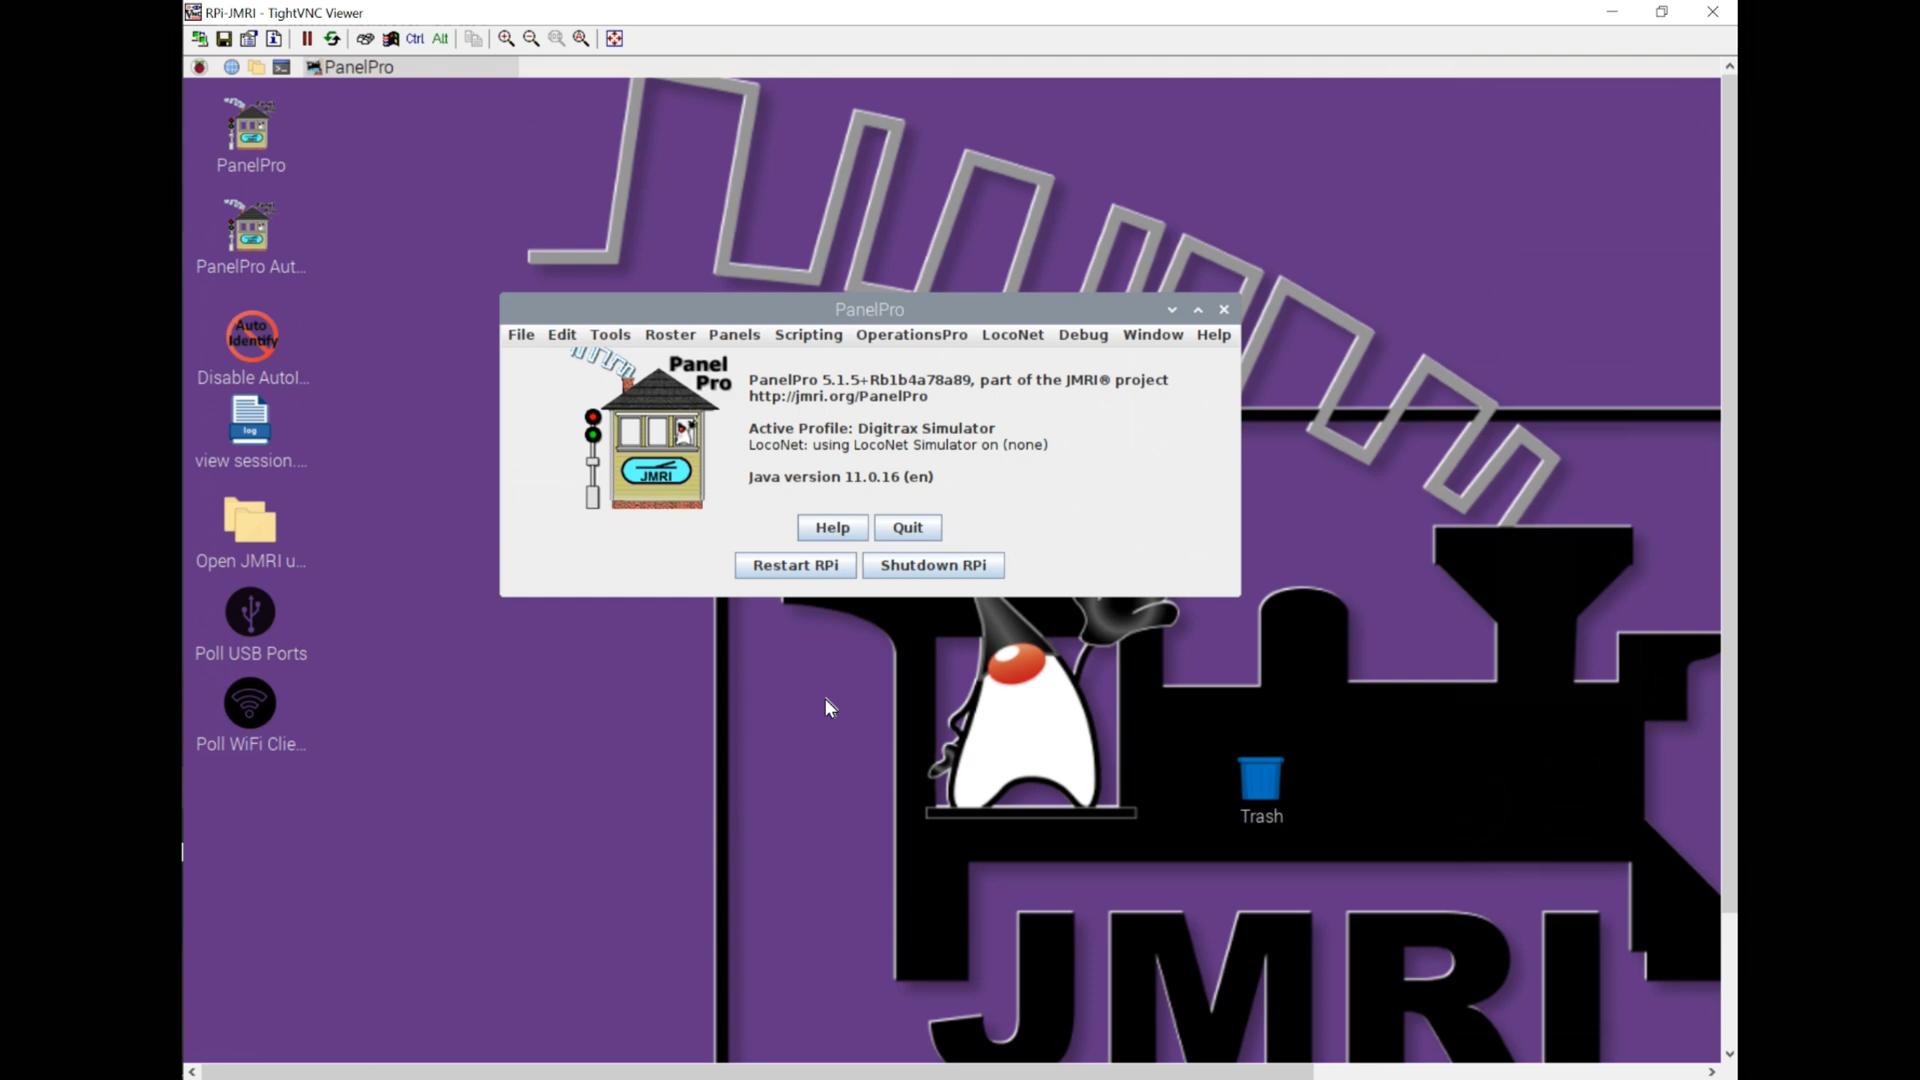 RPi-JMRI - TightVNC Viewer
Ctrl Alt
PanelPro
PanelPro
PanelPro Aut...
Auto
Identify
Disable AutoI...
log
view session....
Open JMRI u...
Poll USB Ports
Poll WiFi Clie...
PanelPro
File Edit Tools Roster Panels Scripting OperationsPro LocoNet Debug Window Help
Panel
Pro
JMRI
PanelPro 5.1.5+Rb1b4a78a89, part of the JMRI® project
http://jmri.org/PanelPro
Active Profile: Digitrax Simulator
LocoNet: using LocoNet Simulator on (none)
Java version 11.0.16 (en)
Help Quit
Restart RPi Shutdown RPi
Trash
JMRI